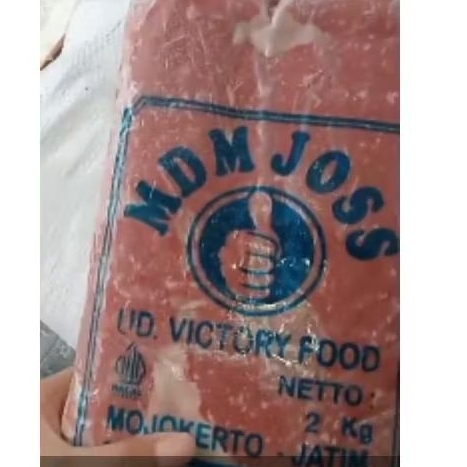 MDM JOSS
UD. VICTORY FOOD
NETTO :
2 Kg
MOJOKERTO - JATIM